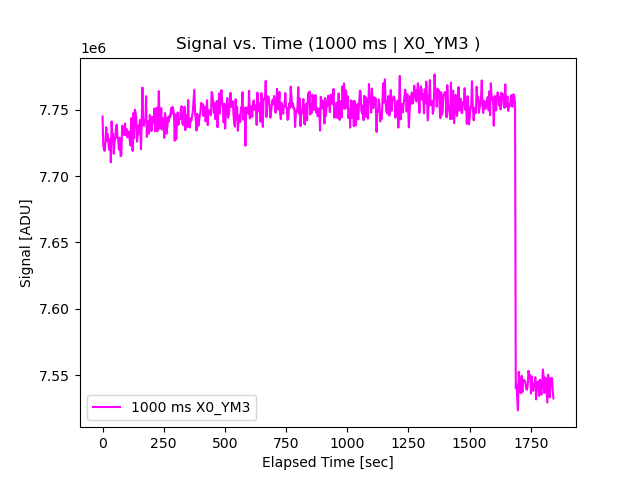 Signal vs. Time (1000 ms | X0_YM3 )
1e6
7.75
7.70
7.65
7.60
7.55
Signal [ADU]
1000 ms X0_YM3
0 250 500 750 1000 1250 1500 1750
Elapsed Time [sec]